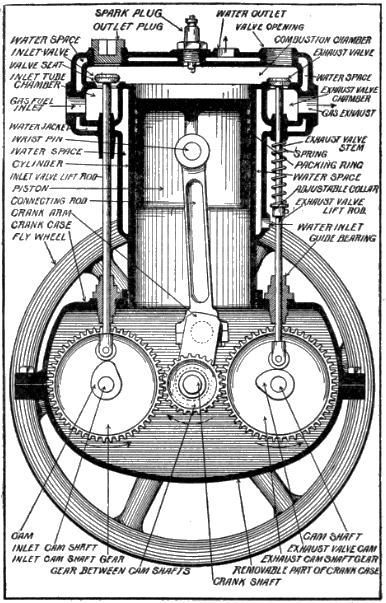 SPARK PLUG
OUTLET PLUG
WATER OUTLET
VALVE OPENING
WATER SPACE
INLET-VALVE
VALVE SEAT
INLET TUBE
CHAMBER
GAS FUEL
INLET
WATER JACKET
WRIST PIN
WATER SPACE
CYLINDER
INLET VALVE LIFT ROD
PISTON
CONNECTING ROD
CRANK ARM
CRANK CASE
FLY WHEEL
COMBUSTION CHAMBER
EXHAUST VALVE
WATER SPACE
EXHAUST VALVE
CHAMBER
GAS EXHAUST
EXHAUST VALVE
STEM
SPRING
PACKING RING
WATER SPACE
ADJUSTABLE COLLAR
EXHAUST VALVE
LIFT ROD
WATER INLET
GUIDE BEARING
CAM
INLET CAM SHAFT
INLET CAM SHAFT GEAR
GEAR BETWEEN CAM SHAFTS
CRANK SHAFT
CAM SHAFT
EXHAUST VALVE CAM
EXHAUST CAM SHAFT GEAR
REMOVABLE PART OF CRANK CASE